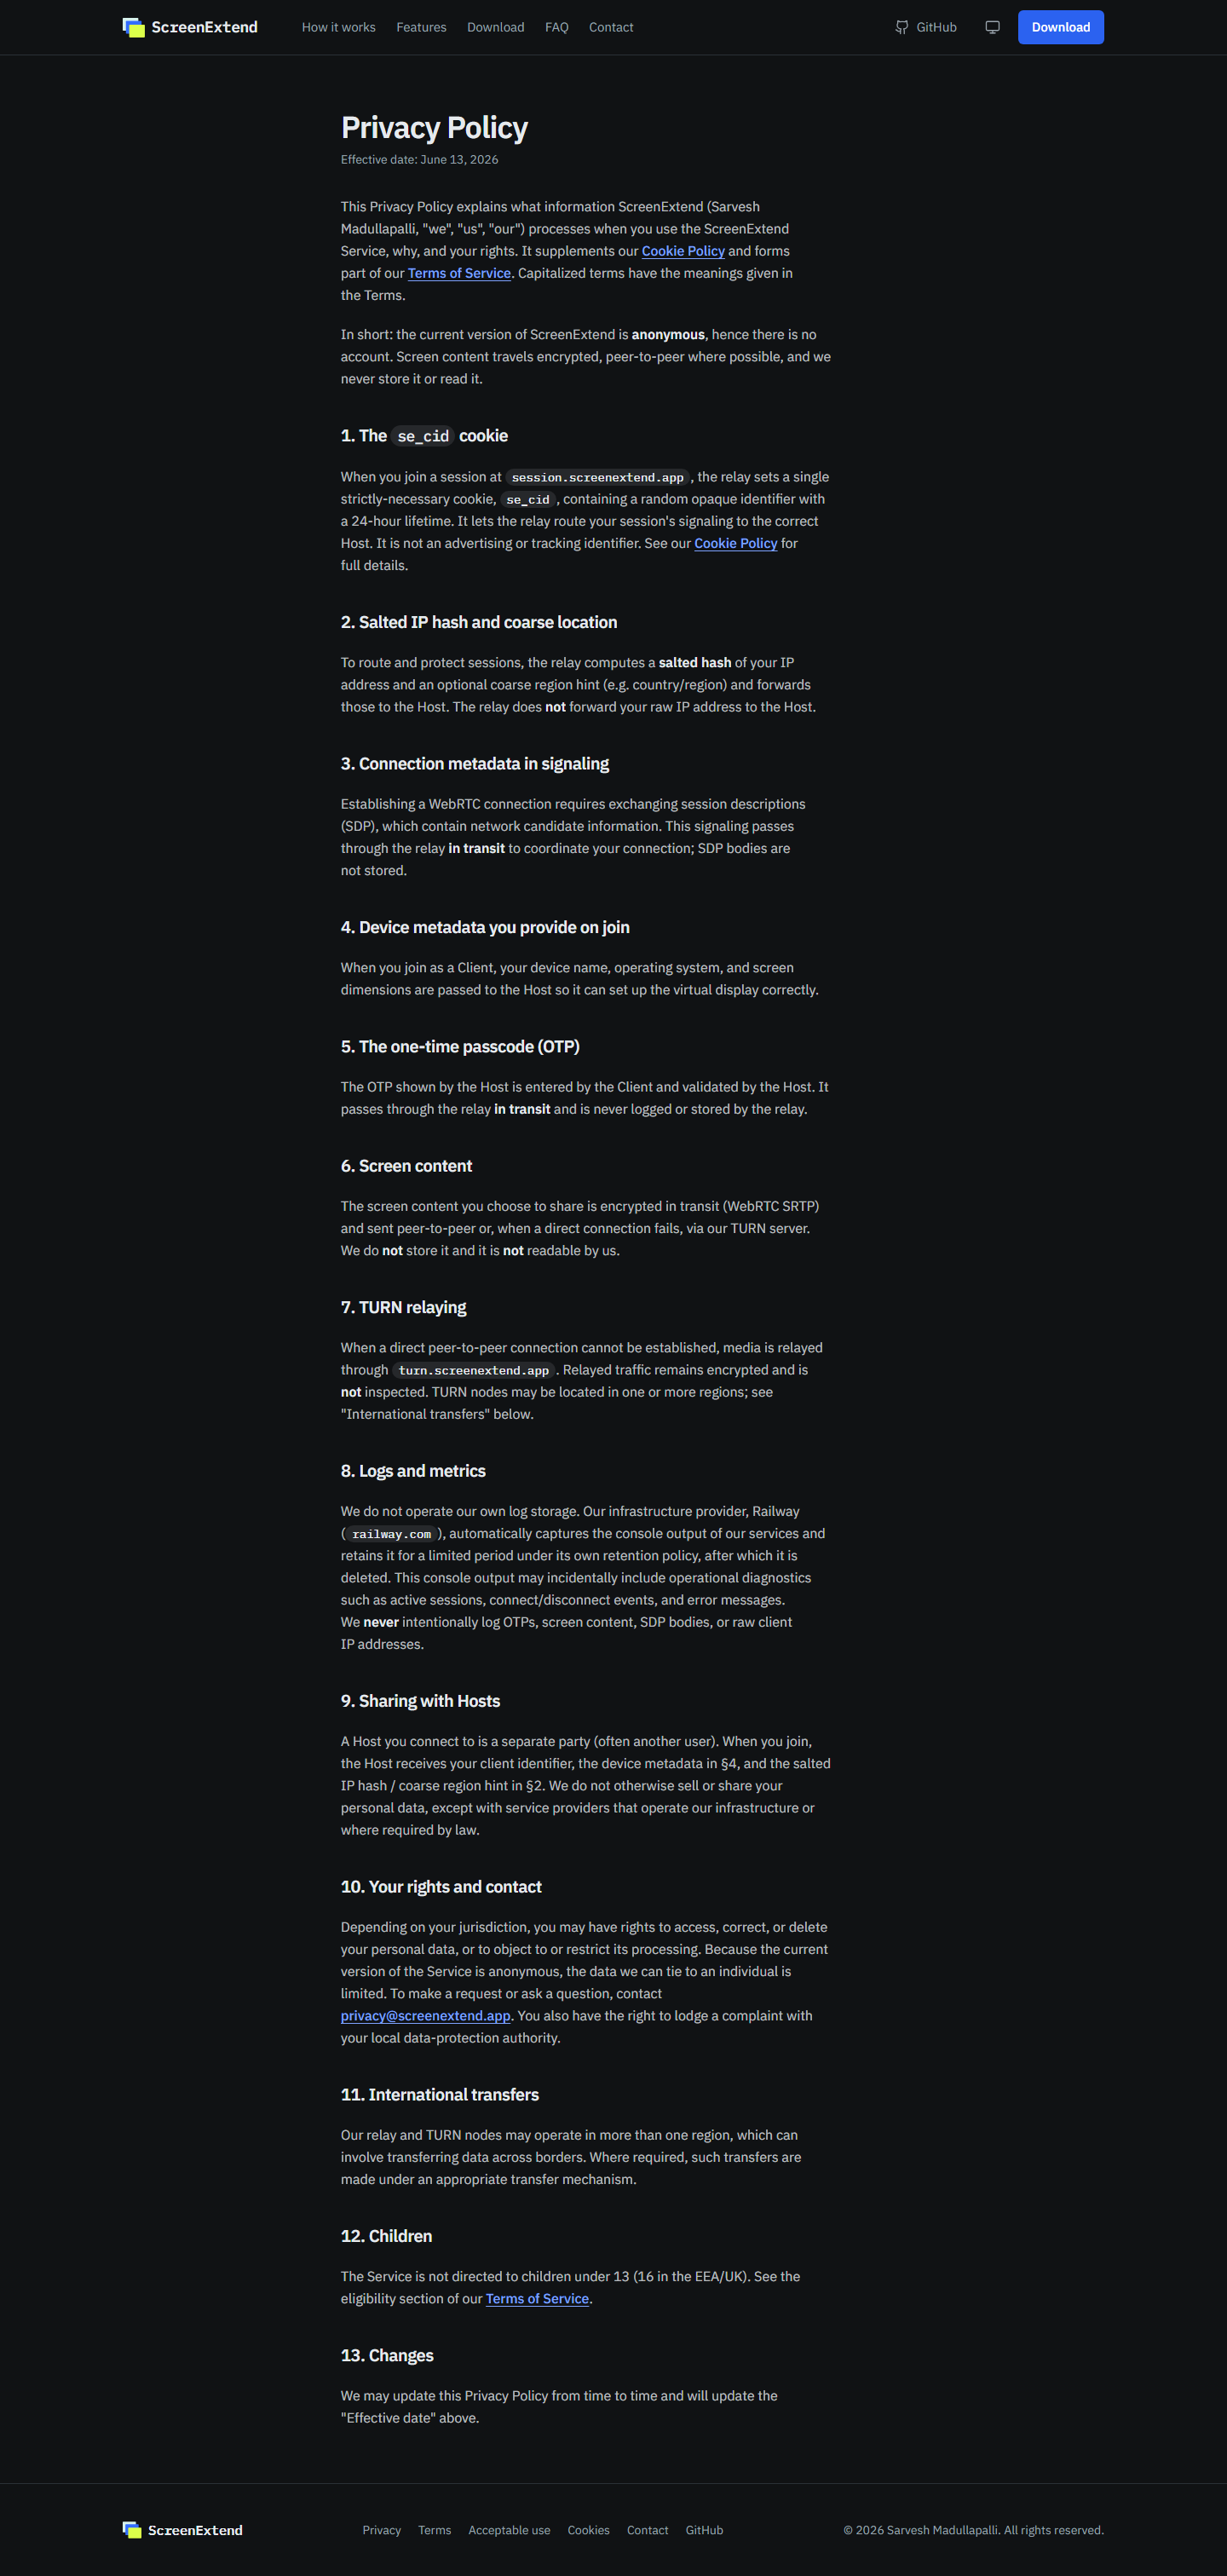 ScreenExtend How it works Features Download FAQ Contact GitHub Download
Privacy Policy
Effective date: June 13, 2026
This Privacy Policy explains what information ScreenExtend (Sarvesh
Madullapalli, "we", "us", "our") processes when you use the ScreenExtend
Service, why, and your rights. It supplements our Cookie Policy and forms
part of our Terms of Service. Capitalized terms have the meanings given in
the Terms.
In short: the current version of ScreenExtend is anonymous, hence there is no
account. Screen content travels encrypted, peer-to-peer where possible, and we
never store it or read it.
1. The se_cid cookie
When you join a session at session.screenextend.app, the relay sets a single
strictly-necessary cookie, se_cid, containing a random opaque identifier with
a 24-hour lifetime. It lets the relay route your session's signaling to the correct
Host. It is not an advertising or tracking identifier. See our Cookie Policy for
full details.
2. Salted IP hash and coarse location
To route and protect sessions, the relay computes a salted hash of your IP
address and an optional coarse region hint (e.g. country/region) and forwards
those to the Host. The relay does not forward your raw IP address to the Host.
3. Connection metadata in signaling
Establishing a WebRTC connection requires exchanging session descriptions
(SDP), which contain network candidate information. This signaling passes
through the relay in transit to coordinate your connection; SDP bodies are
not stored.
4. Device metadata you provide on join
When you join as a Client, your device name, operating system, and screen
dimensions are passed to the Host so it can set up the virtual display correctly.
5. The one-time passcode (OTP)
The OTP shown by the Host is entered by the Client and validated by the Host. It
passes through the relay in transit and is never logged or stored by the relay.
6. Screen content
The screen content you choose to share is encrypted in transit (WebRTC SRTP)
and sent peer-to-peer or, when a direct connection fails, via our TURN server.
We do not store it and it is not readable by us.
7. TURN relaying
When a direct peer-to-peer connection cannot be established, media is relayed
through turn.screenextend.app. Relayed traffic remains encrypted and is
not inspected. TURN nodes may be located in one or more regions; see
"International transfers" below.
8. Logs and metrics
We do not operate our own log storage. Our infrastructure provider, Railway
(railway.com), automatically captures the console output of our services and
retains it for a limited period under its own retention policy, after which it is
deleted. This console output may incidentally include operational diagnostics
such as active sessions, connect/disconnect events, and error messages.
We never intentionally log OTPs, screen content, SDP bodies, or raw client
IP addresses.
9. Sharing with Hosts
A Host you connect to is a separate party (often another user). When you join,
the Host receives your client identifier, the device metadata in §4, and the salted
IP hash / coarse region hint in §2. We do not otherwise sell or share your
personal data, except with service providers that operate our infrastructure or
where required by law.
10. Your rights and contact
Depending on your jurisdiction, you may have rights to access, correct, or delete
your personal data, or to object to or restrict its processing. Because the current
version of the Service is anonymous, the data we can tie to an individual is
limited. To make a request or ask a question, contact
privacy@screenextend.app. You also have the right to lodge a complaint with
your local data-protection authority.
11. International transfers
Our relay and TURN nodes may operate in more than one region, which can
involve transferring data across borders. Where required, such transfers are
made under an appropriate transfer mechanism.
12. Children
The Service is not directed to children under 13 (16 in the EEA/UK). See the
eligibility section of our Terms of Service.
13. Changes
We may update this Privacy Policy from time to time and will update the
"Effective date" above.
ScreenExtend Privacy Terms Acceptable use Cookies Contact GitHub © 2026 Sarvesh Madullapalli. All rights reserved.